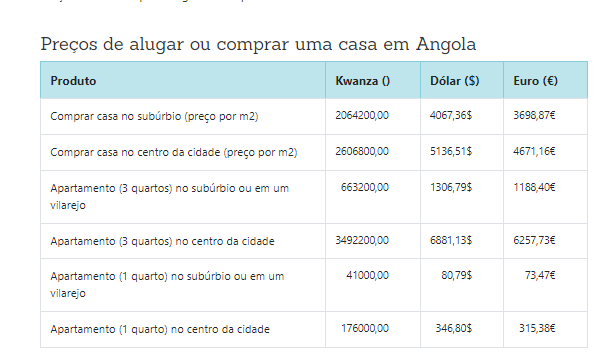 Preços de alugar ou comprar uma casa em Angola
Produto Kwanza () Dólar ($) Euro (€)
Comprar casa no subúrbio (preço por m2) 2064200,00 4067,36$ 3698,87€
Comprar casa no centro da cidade (preço por m2) 2606800,00 5136,51$ 4671,16€
Apartamento (3 quartos) no subúrbio ou em um 663200,00 1306,79$ 1188,40€
vilarejo
Apartamento (3 quartos) no centro da cidade 3492200,00 6881,13$ 6257,73€
Apartamento (1 quarto) no subúrbio ou em um 41000,00 80,79$ 73,47€
vilarejo
Apartamento (1 quarto) no centro da cidade 176000,00 346,80$ 315,38€